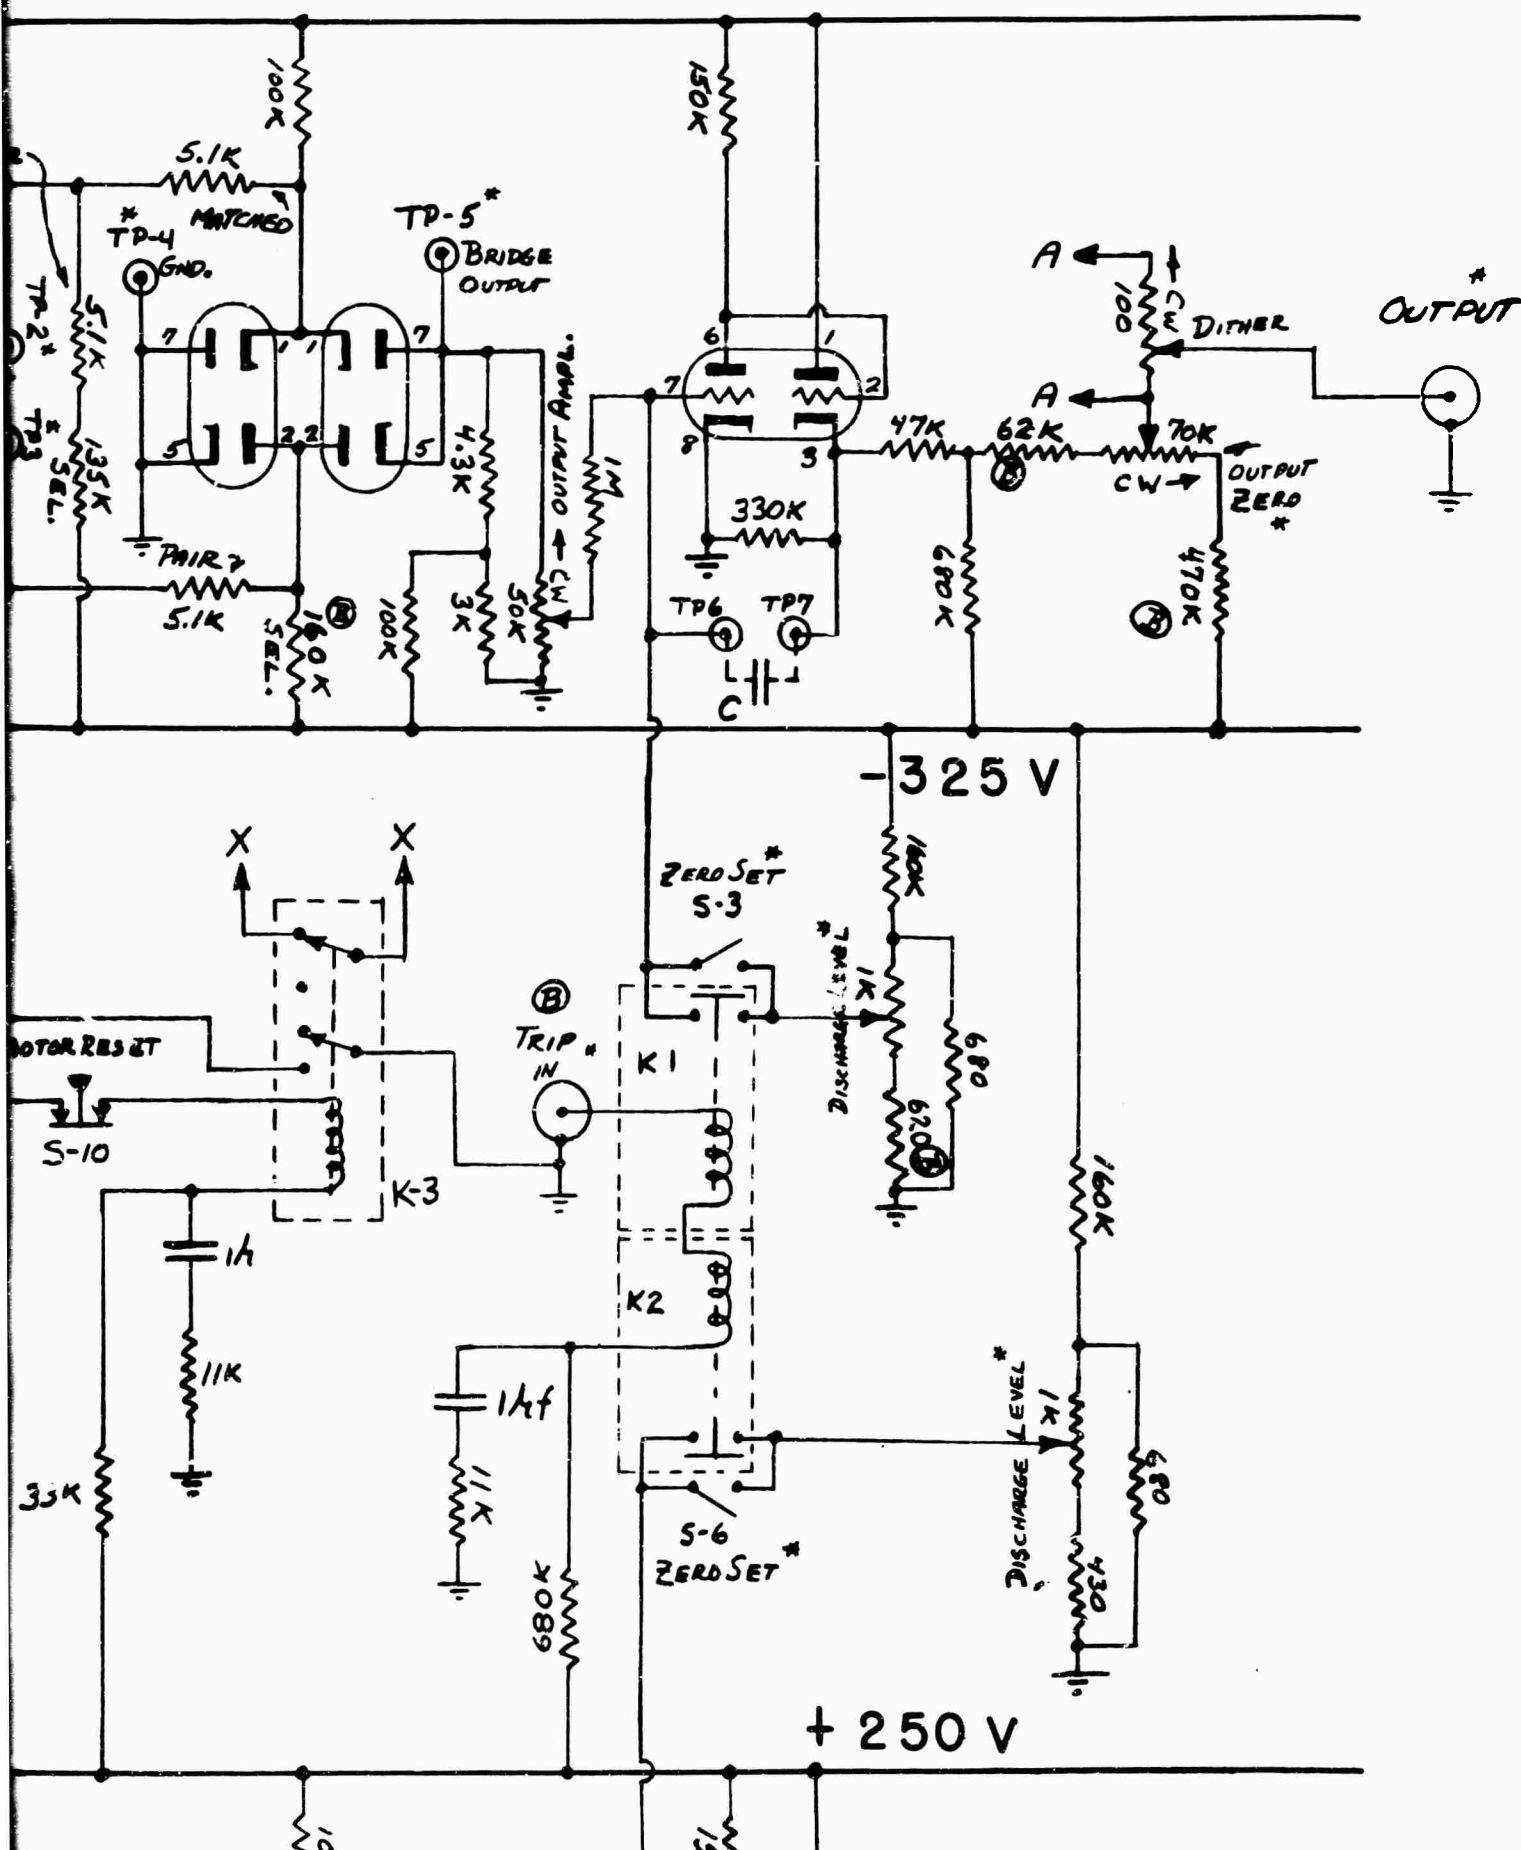 100K
150K
5.1K
MATCHED
* TP-4
GND.
TP-5 *
BRIDGE
OUTPUT
TP-2 *
5.1K
TP3 *
135K
SEL.
7
1
1
7
5
2
2
5
PAIR
5.1K
160K
SEL.
B
4.3K
100K
3K
50K
CW → OUTPUT AMPL.
1M
6
1
7
2
8
3
330K
TP6
TP7
C
47K
62K
B
70K
CW →
OUTPUT
ZERO
*
680K
470K
B
A
A
100
CW
DITHER
*
OUTPUT
-325 V
X
X
MOTOR RESET
S-10
K-3
1μ
11K
33K
B
TRIP *
IN
ZERO SET *
S-3
K1
K2
DISCHARGE LEVEL *
1K
160K
680
620
B
160K
1μf
11K
680K
S-6
ZERO SET *
DISCHARGE LEVEL *
1K
680
430
+250 V